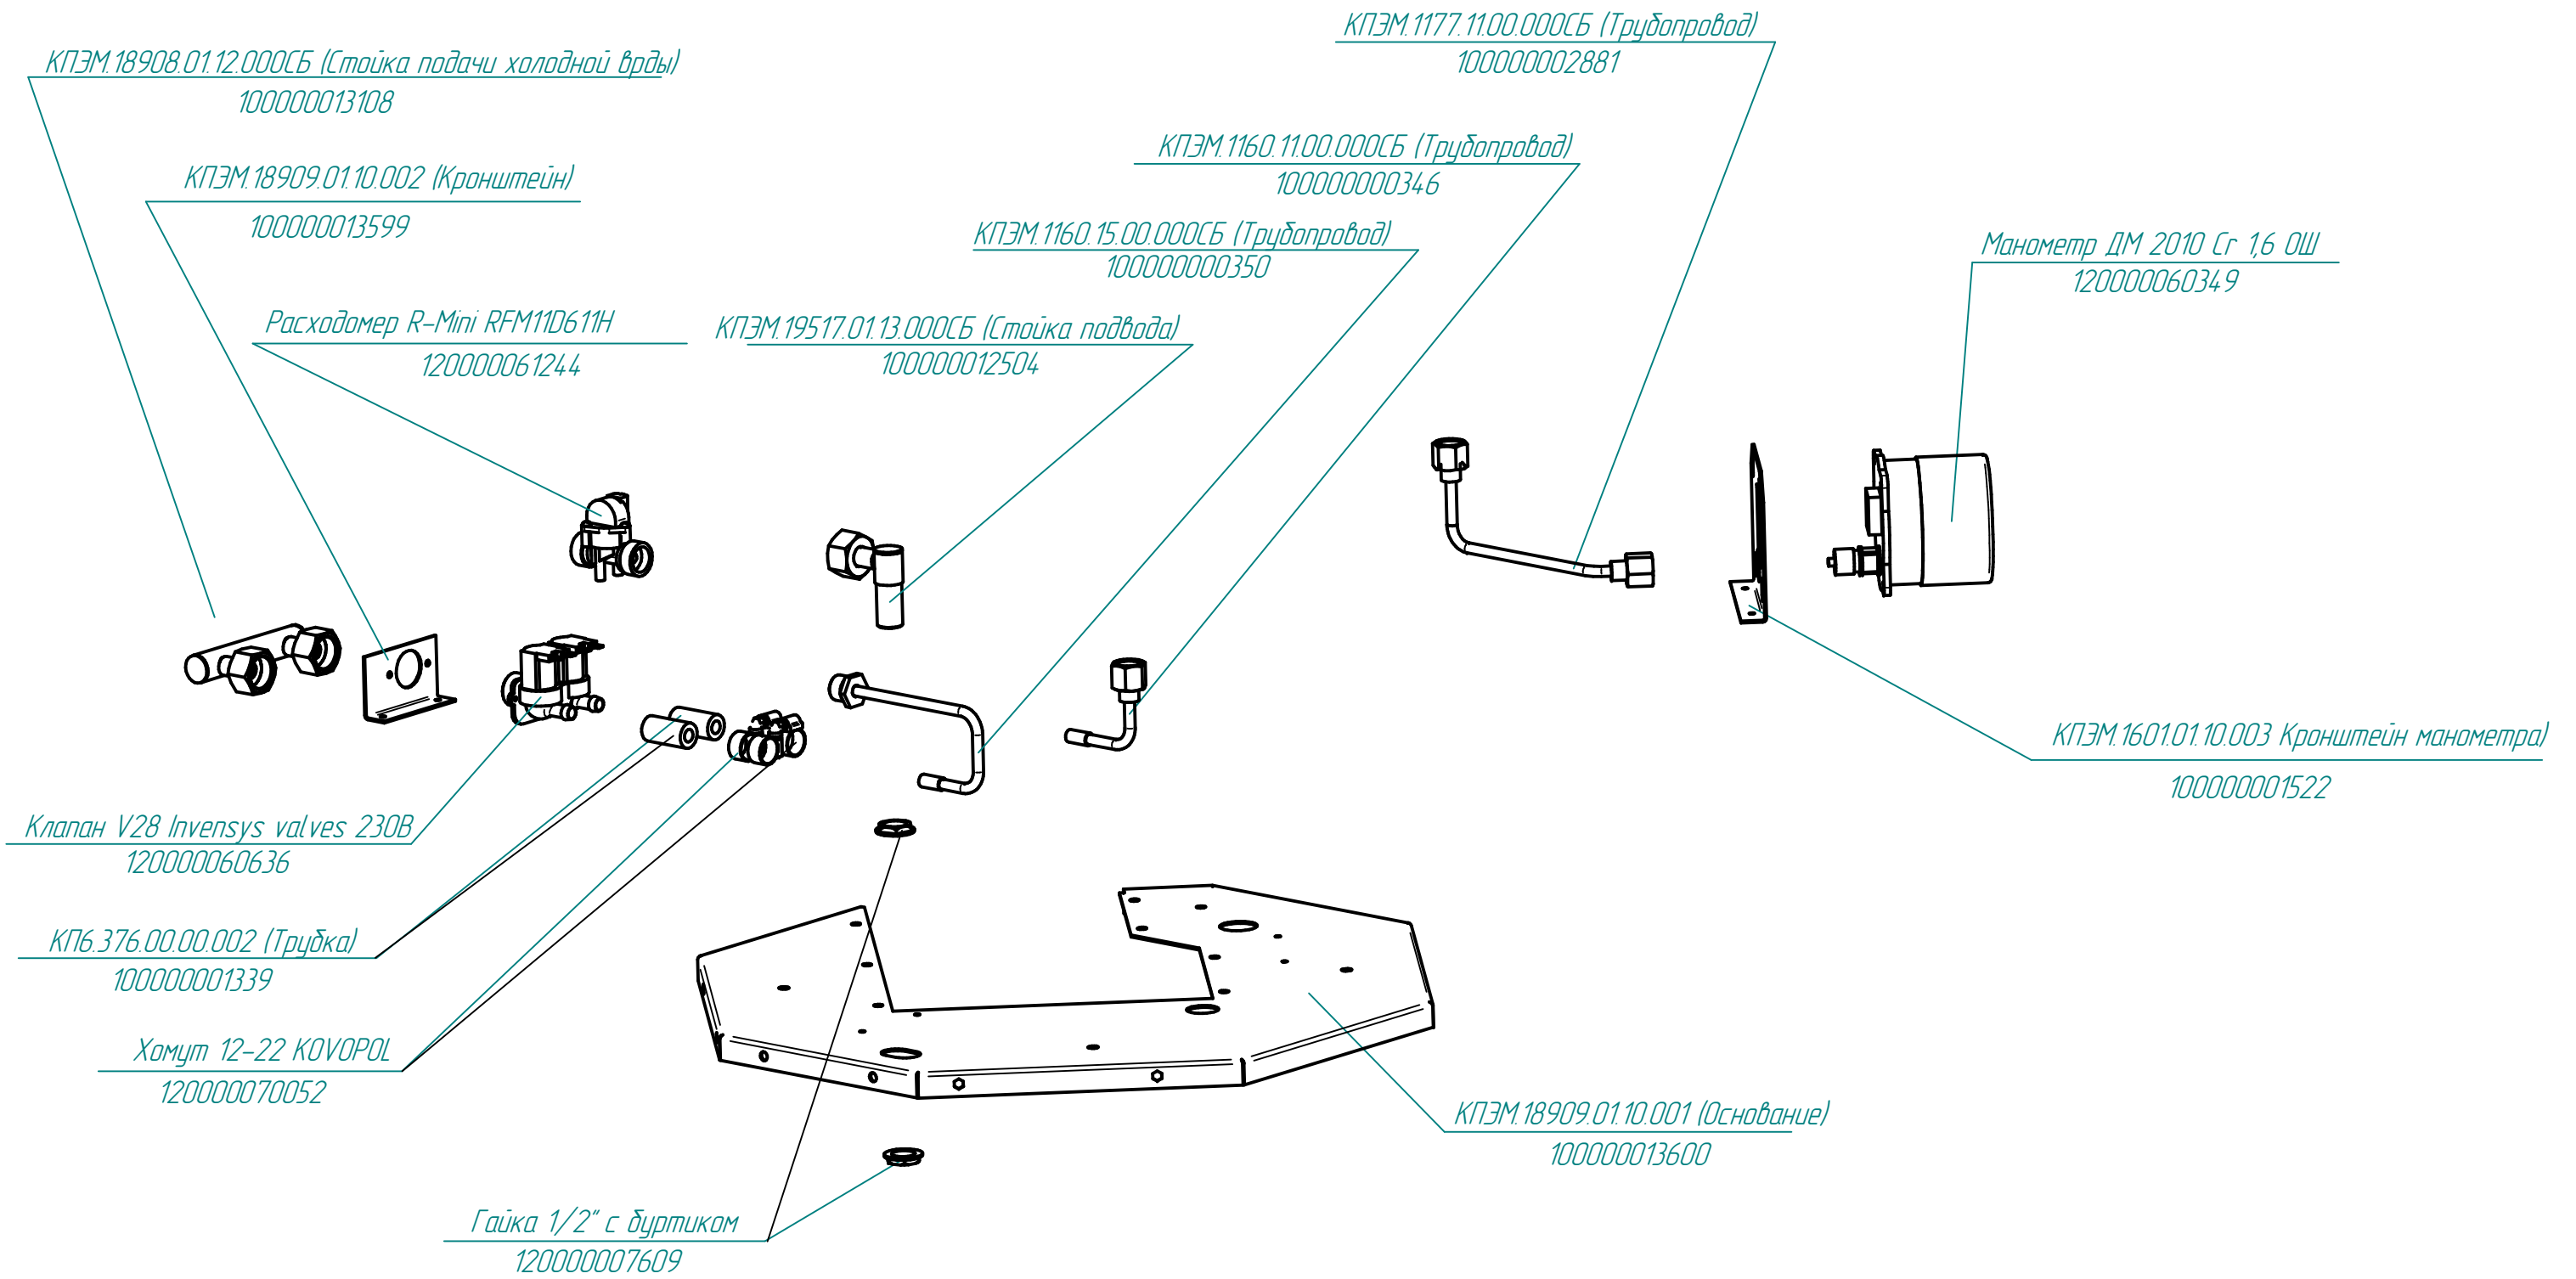 КПЭМ.1177.11.00.000СБ (Трубопровод)
100000002881
КПЭМ.18908.01.12.000СБ (Стойка подачи холодной врды)
100000013108
КПЭМ.1160.11.00.000СБ (Трубопровод)
100000000346
КПЭМ.18909.01.10.002 (Кронштейн)
100000013599
КПЭМ.1160.15.00.000СБ (Трубопровод)
100000000350
Манометр ДМ 2010 Cr 1,6 ОШ
120000060349
Расходомер R-Mini RFM11D611H
120000061244
КПЭМ.19517.01.13.000СБ (Стойка подвода)
100000012504
КПЭМ.1601.01.10.003 Кронштейн манометра)
100000001522
Клапан V28 Invensys valves 230В
120000060636
КП6.376.00.00.002 (Трубка)
100000001339
Хомут 12-22 KOVOPOL
120000070052
КПЭМ.18909.01.10.001 (Основание)
100000013600
Гайка 1/2" с буртиком
120000007609